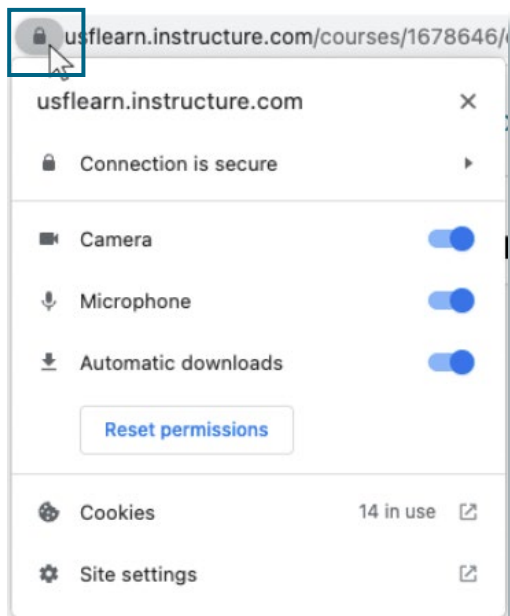 usflearn.instructure.com/courses/1678646/
usflearn.instructure.com
Connection is secure
Camera
Microphone
Automatic downloads
Reset permissions
Cookies 14 in use
Site settings